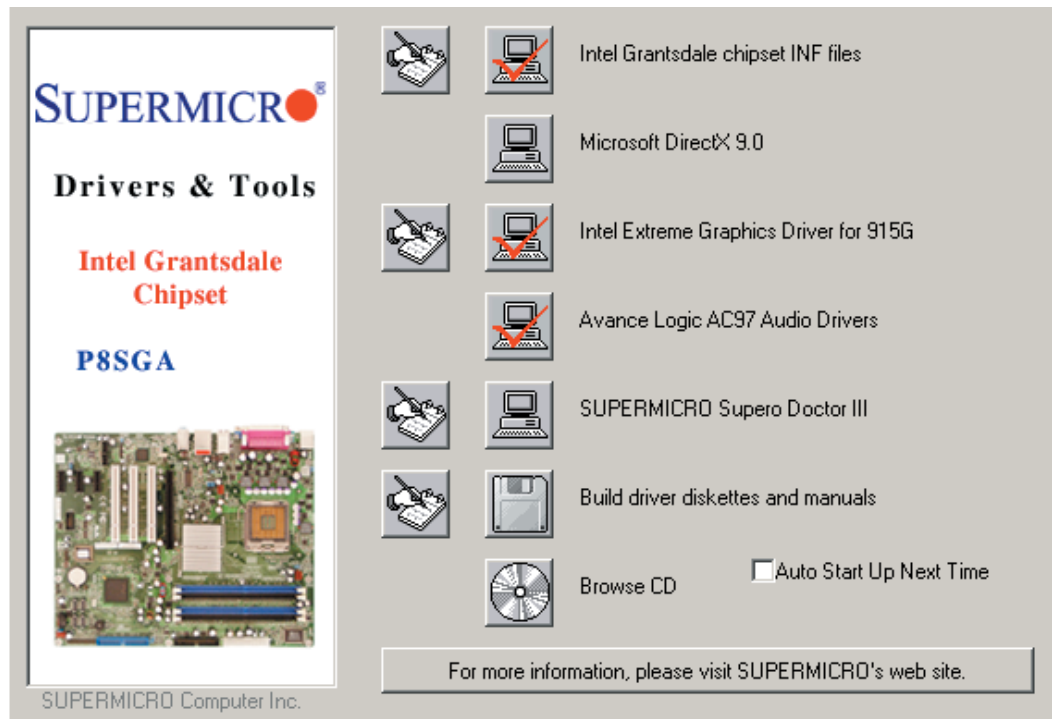 SUPERMICRO®
Drivers & Tools
Intel Grantsdale
Chipset
P8SGA
SUPERMICRO Computer Inc.
Intel Grantsdale chipset INF files
Microsoft DirectX 9.0
Intel Extreme Graphics Driver for 915G
Avance Logic AC97 Audio Drivers
SUPERMICRO Supero Doctor III
Build driver diskettes and manuals
Browse CD
Auto Start Up Next Time
For more information, please visit SUPERMICRO's web site.